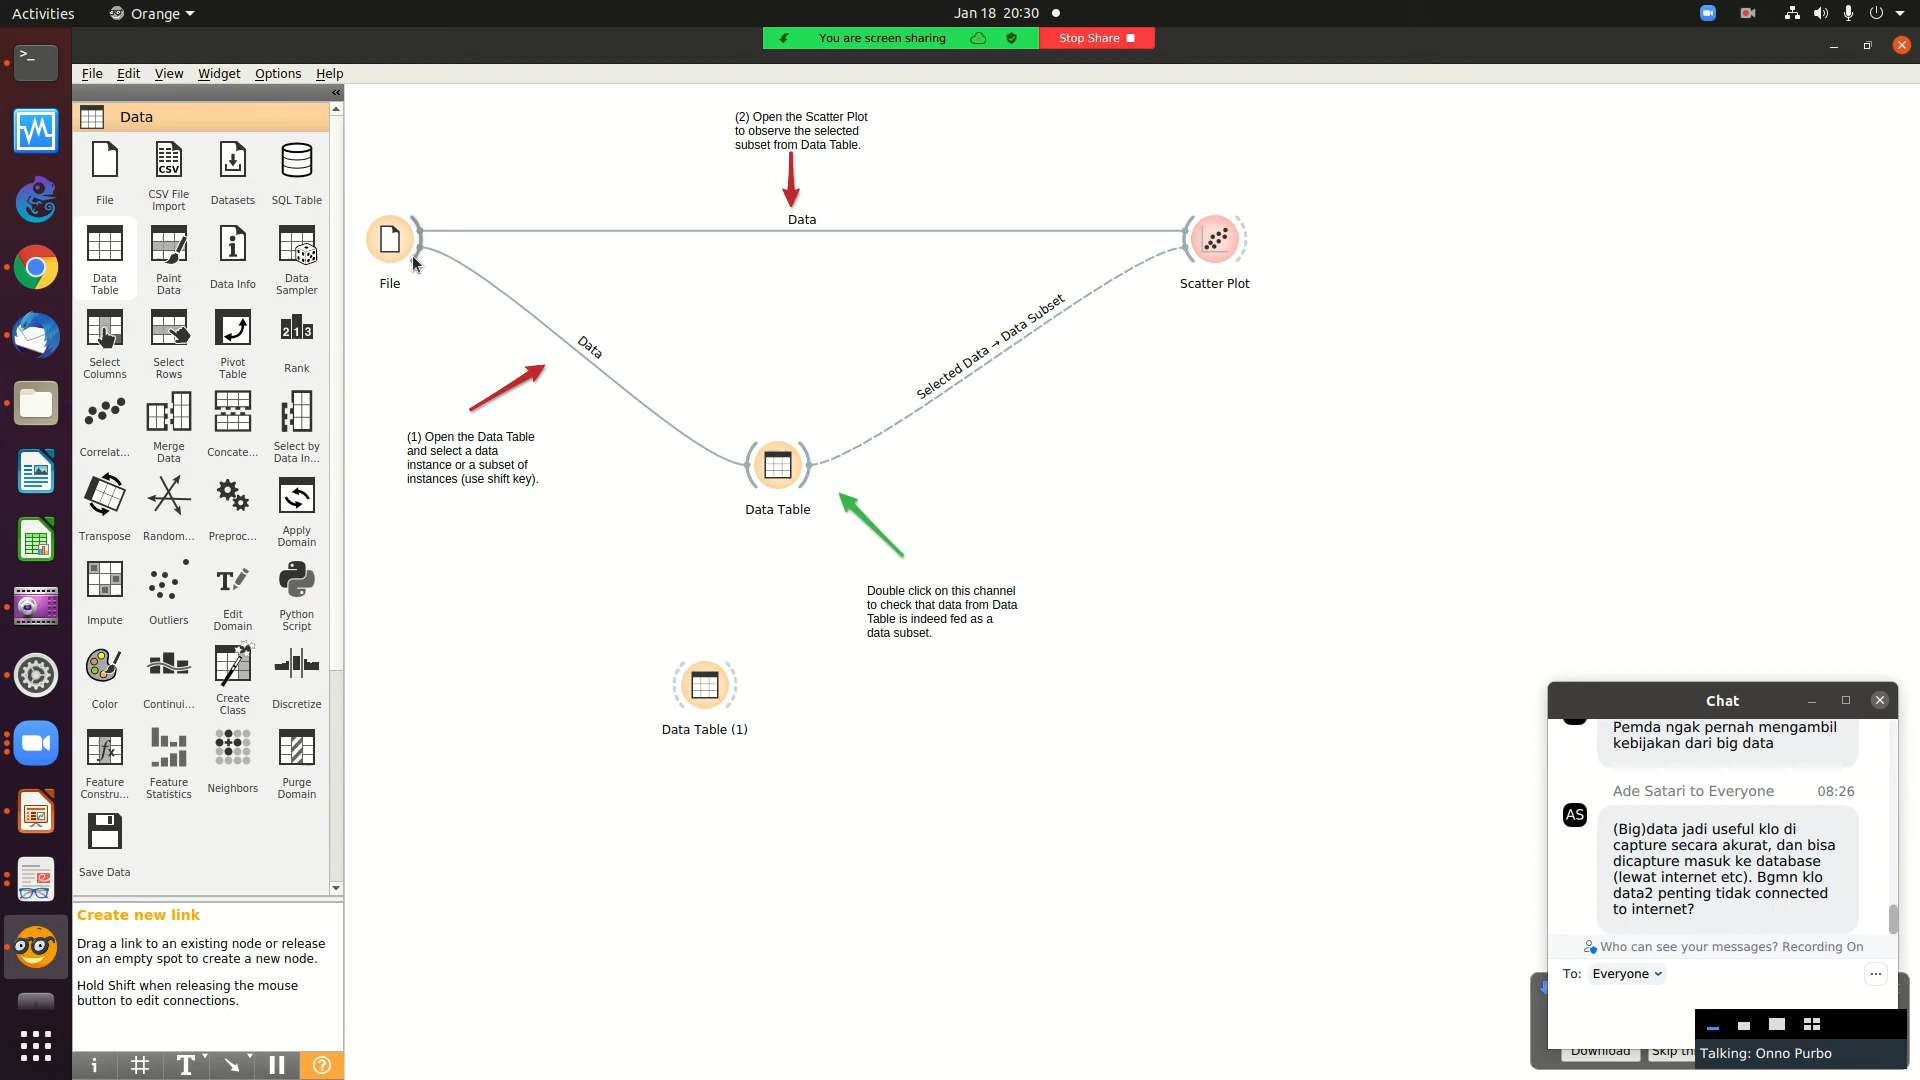 Activities
Orange
Jan 18 20:30
You are screen sharing
Stop Share
File Edit View Widget Options Help
Data
File
CSV File
Import
Datasets
SQL Table
Data
Table
Paint
Data
Data Info
Data
Sampler
Select
Columns
Select
Rows
Pivot
Table
Rank
Correlat...
Merge
Data
Concate...
Select by
Data In...
Transpose
Random...
Preproc...
Apply
Domain
Impute
Outliers
Edit
Domain
Python
Script
Color
Continui...
Create
Class
Discretize
Feature
Constru...
Feature
Statistics
Neighbors
Purge
Domain
Save Data
Create new link
Drag a link to an existing node or release
on an empty spot to create a new node.
Hold Shift when releasing the mouse
button to edit connections.
(2) Open the Scatter Plot
to observe the selected
subset from Data Table.
Data
File
Scatter Plot
Data
Selected Data → Data Subset
(1) Open the Data Table
and select a data
instance or a subset of
instances (use shift key).
Data Table
Double click on this channel
to check that data from Data
Table is indeed fed as a
data subset.
Data Table (1)
Chat
Pemda ngak pernah mengambil
kebijakan dari big data
Ade Satari to Everyone 08:26
AS
(Big)data jadi useful klo di
capture secara akurat, dan bisa
dicapture masuk ke database
(lewat internet etc). Bgmn klo
data2 penting tidak connected
to internet?
Who can see your messages? Recording On
To: Everyone
Download
Skip th
Talking: Onno Purbo